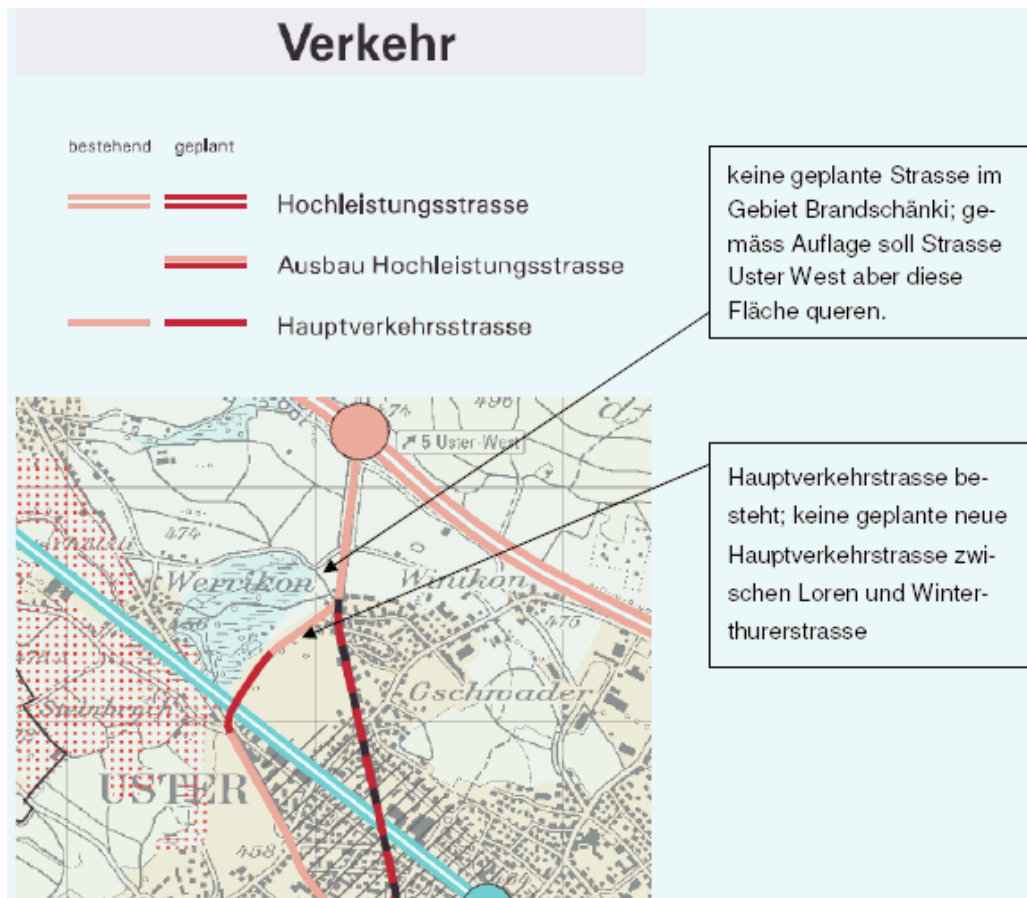 Verkehr
bestehend geplant
Hochleistungsstrasse
Ausbau Hochleistungsstrasse
Hauptverkehrsstrasse
keine geplante Strasse im
Gebiet Brandschänki; ge-
mäss Auflage soll Strasse
Uster West aber diese
Fläche queren.
Hauptverkehrstrasse be-
steht; keine geplante neue
Hauptverkehrstrasse zwi-
schen Loren und Winter-
thurerstrasse
496
5 Uster-West
474
Werrikon
Winikon
475
Gschwader
USTER
458